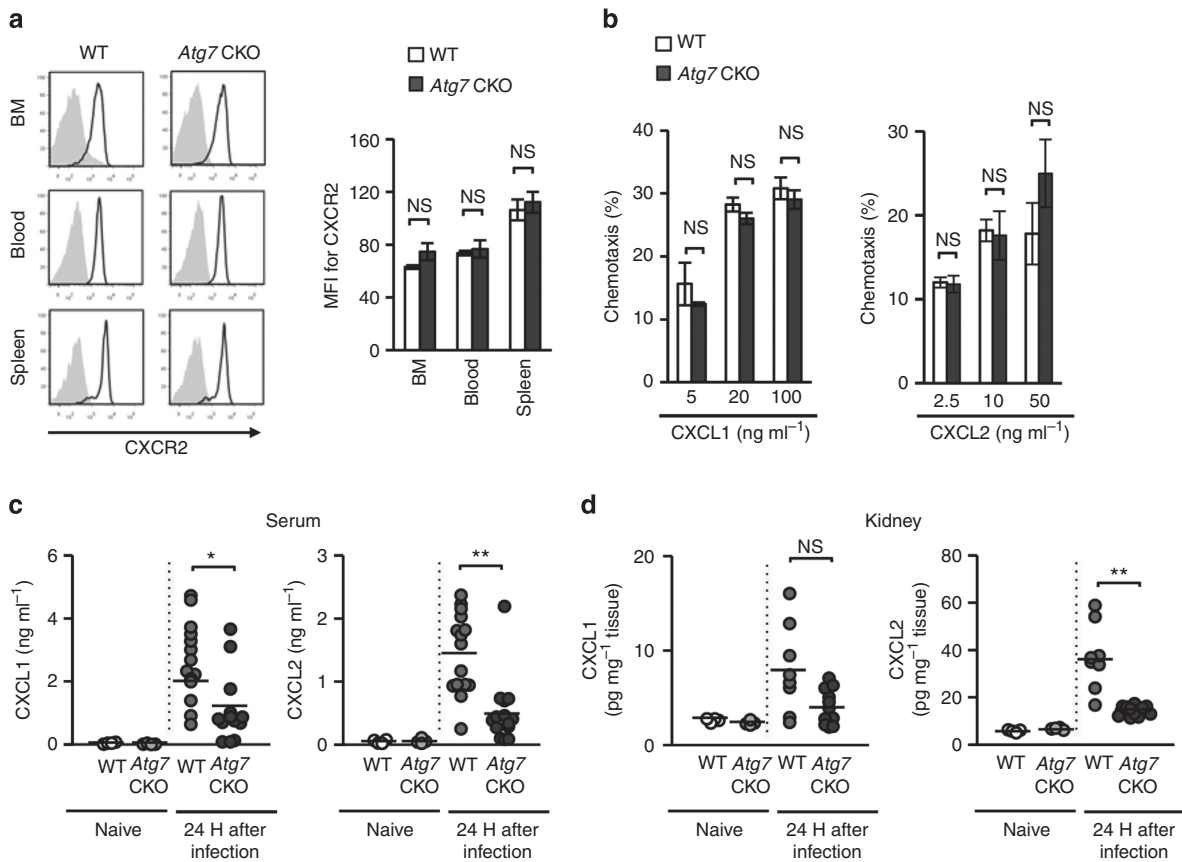 a
WT Atg7 CKO
BM
Blood
Spleen
CXCR2
WT
Atg7 CKO
MFI for CXCR2
160
120
80
40
0
NS NS NS
BM Blood Spleen
b
WT
Atg7 CKO
Chemotaxis (%)
40
30
20
10
0
NS NS NS
5 20 100
CXCL1 (ng ml−1)
Chemotaxis (%)
30
20
10
0
NS NS NS
2.5 10 50
CXCL2 (ng ml−1)
c
Serum
CXCL1 (ng ml−1)
6
4
2
0
*
WT Atg7 CKO WT Atg7 CKO
Naive 24 H after infection
CXCL2 (ng ml−1)
3
2
1
0
**
WT Atg7 CKO WT Atg7 CKO
Naive 24 H after infection
d
Kidney
CXCL1
(pg mg−1 tissue)
20
10
0
NS
WT Atg7 CKO WT Atg7 CKO
Naive 24 H after infection
CXCL2
(pg mg−1 tissue)
80
60
40
20
0
**
WT Atg7 CKO WT Atg7 CKO
Naive 24 H after infection